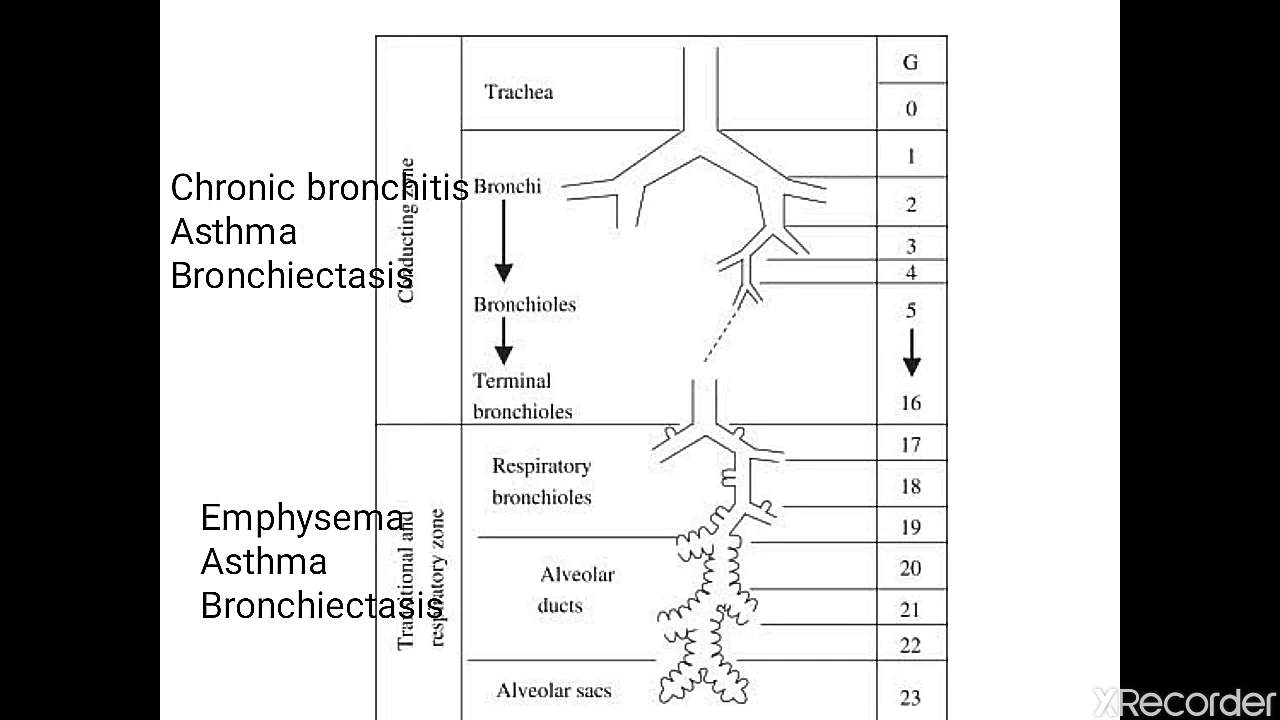 G
Trachea
0
1
Chronic bronchitis
Bronchi
2
Asthma
Conducting zone
3
Bronchiectasis
4
Bronchioles
5
Terminal
bronchioles
16
17
Respiratory
bronchioles
18
Emphysema
19
Asthma
Transitional and
respiratory zone
Alveolar
ducts
20
Bronchiectasis
21
22
Alveolar sacs
23
XRecorder